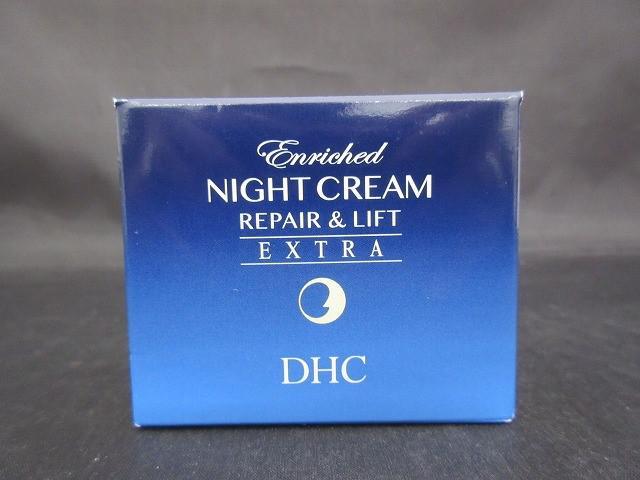 Enriched
NIGHT CREAM
REPAIR & LIFT
EXTRA
DHC